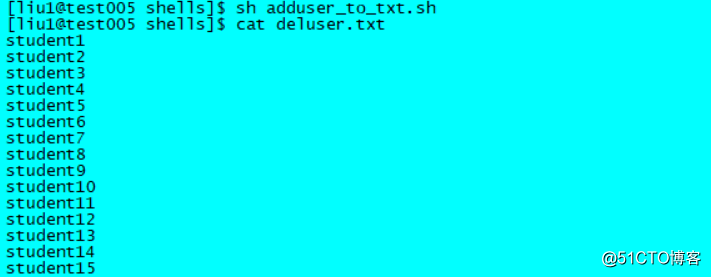 [liu1@test005 shells]$ sh adduser_to_txt.sh
[liu1@test005 shells]$ cat deluser.txt
student1
student2
student3
student4
student5
student6
student7
student8
student9
student10
student11
student12
student13
student14
student15
@51CTO博客